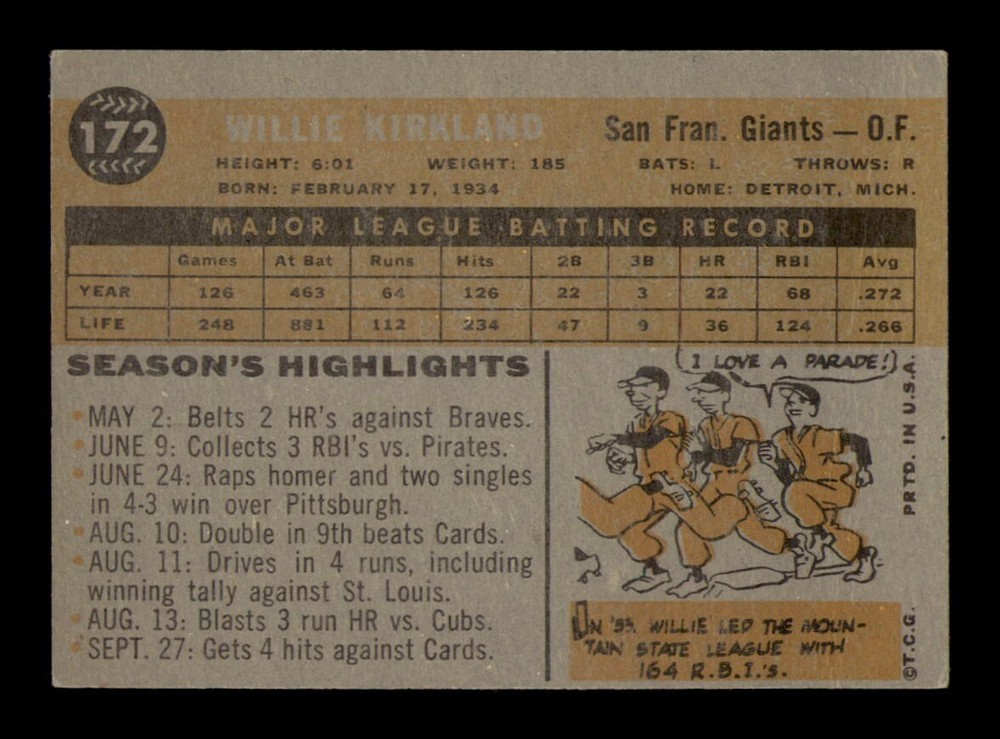 172
WILLIE KIRKLAND San Fran. Giants — O.F.
HEIGHT: 6:01 WEIGHT: 185 BATS: L THROWS: R
BORN: FEBRUARY 17, 1934 HOME: DETROIT, MICH.
MAJOR LEAGUE BATTING RECORD
Games At Bat Runs Hits 2B 3B HR RBI Avg
YEAR 126 463 64 126 22 3 22 68 .272
LIFE 248 881 112 234 47 9 36 124 .266
SEASON'S HIGHLIGHTS
•MAY 2: Belts 2 HR's against Braves.
•JUNE 9: Collects 3 RBI's vs. Pirates.
•JUNE 24: Raps homer and two singles
in 4-3 win over Pittsburgh.
•AUG. 10: Double in 9th beats Cards.
•AUG. 11: Drives in 4 runs, including
winning tally against St. Louis.
•AUG. 13: Blasts 3 run HR vs. Cubs.
•SEPT. 27: Gets 4 hits against Cards.
I LOVE A PARADE!
IN '55 WILLIE LED THE MOUN-
TAIN STATE LEAGUE WITH
164 R.B.I.'s.
©T.C.G. PRTD. IN U.S.A.